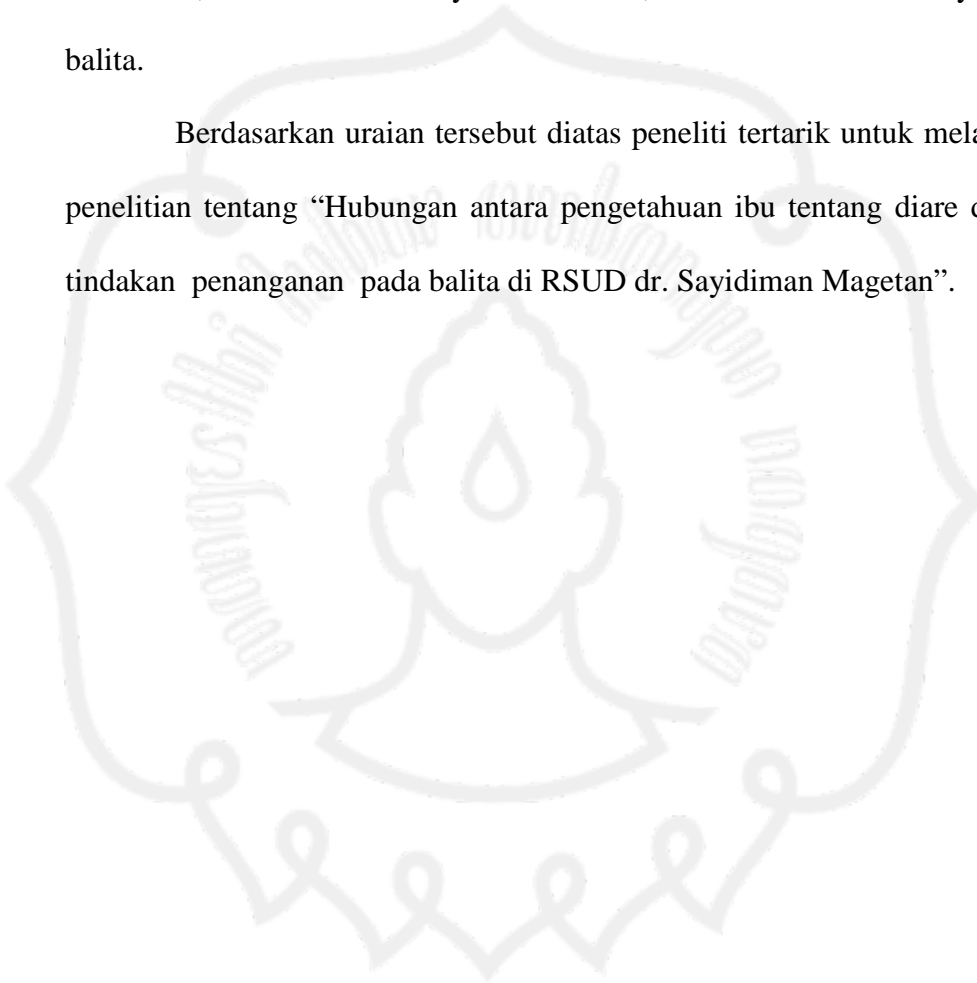 balita.
Berdasarkan uraian tersebut diatas peneliti tertarik untuk
penelitian tentang “Hubungan antara pengetahuan ibu tentang diare
tindakan penanganan pada balita di RSUD dr. Sayidiman Magetan”.